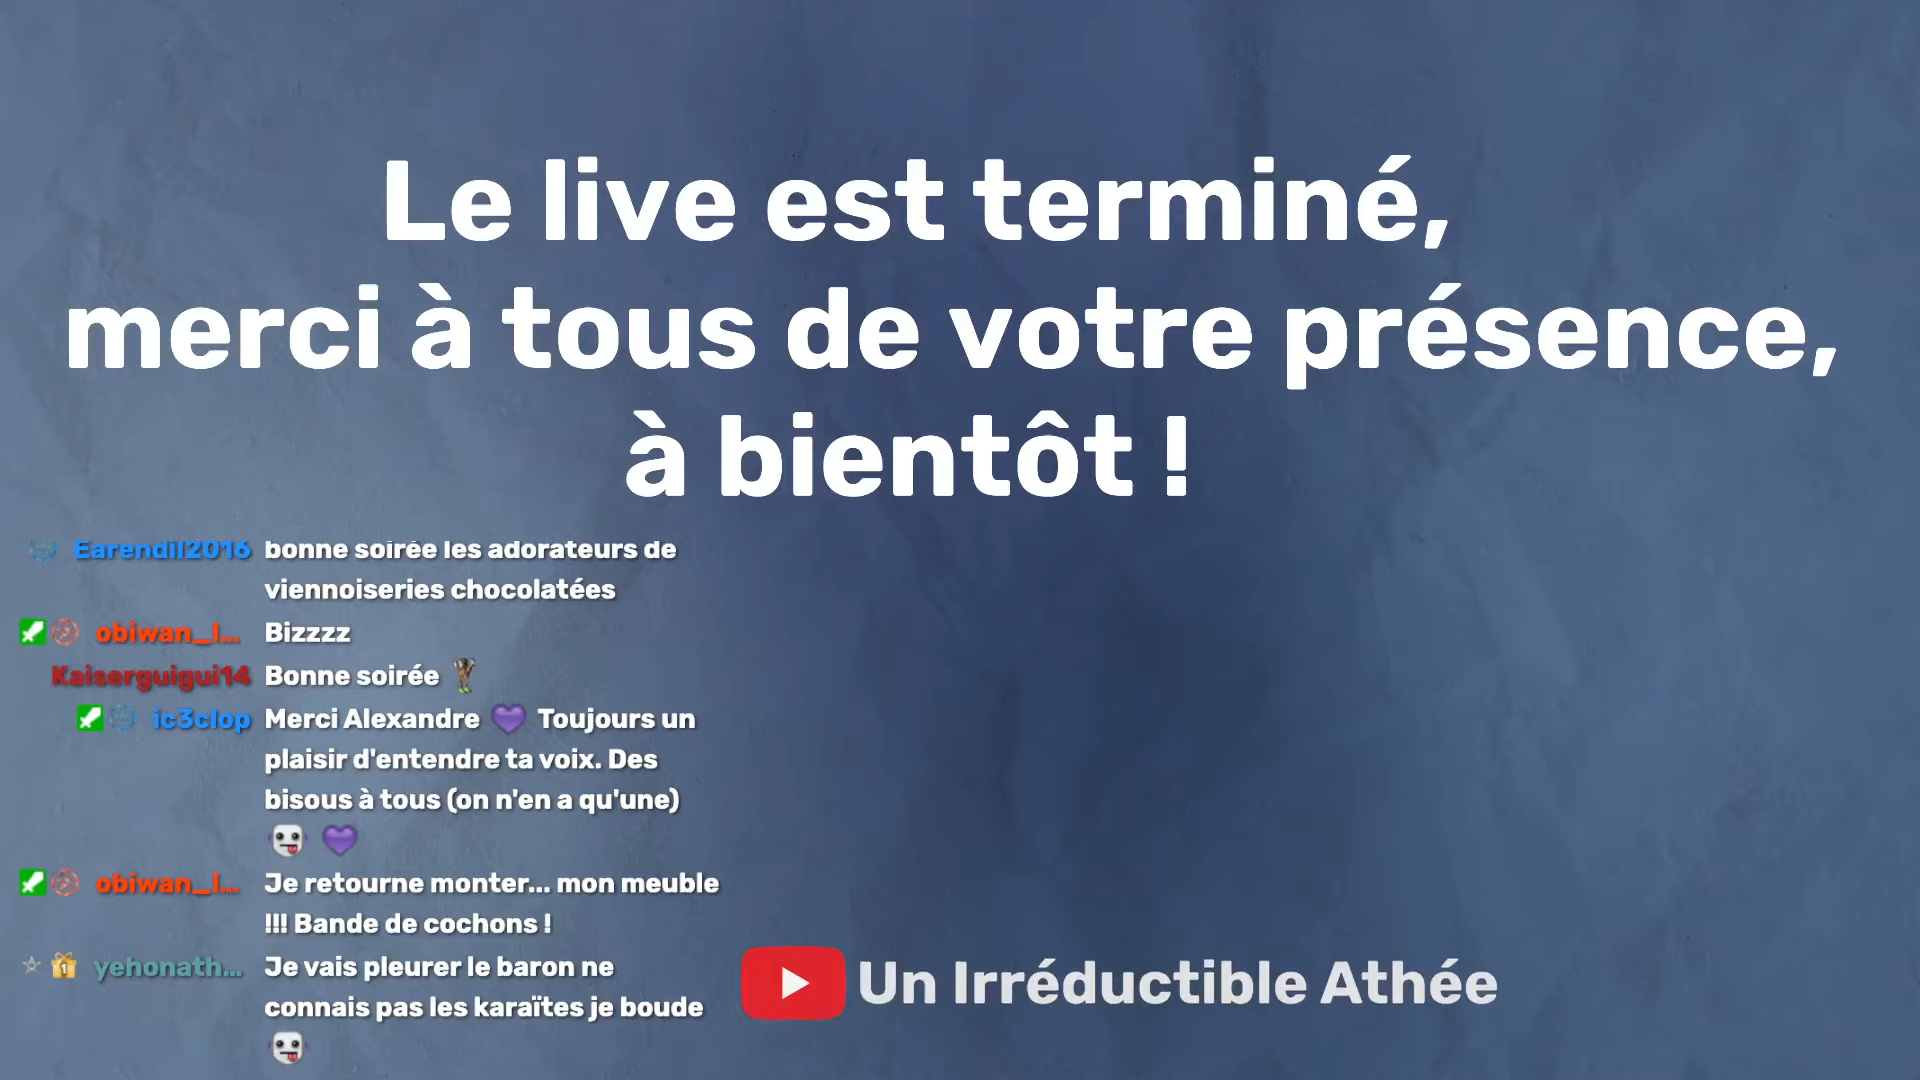 Le live est terminé,
merci à tous de votre présence,
à bientôt !
Earendil2016 bonne soirée les adorateurs de
viennoiseries chocolatées
obiwan_l... Bizzzz
Kaiserguigui14 Bonne soirée
ic3clop Merci Alexandre 💜 Toujours un
plaisir d'entendre ta voix. Des
bisous à tous (on n'en a qu'une)
obiwan_l... Je retourne monter... mon meuble
!!! Bande de cochons !
yehonath... Je vais pleurer le baron ne
connais pas les karaïtes je boude
Un Irréductible Athée